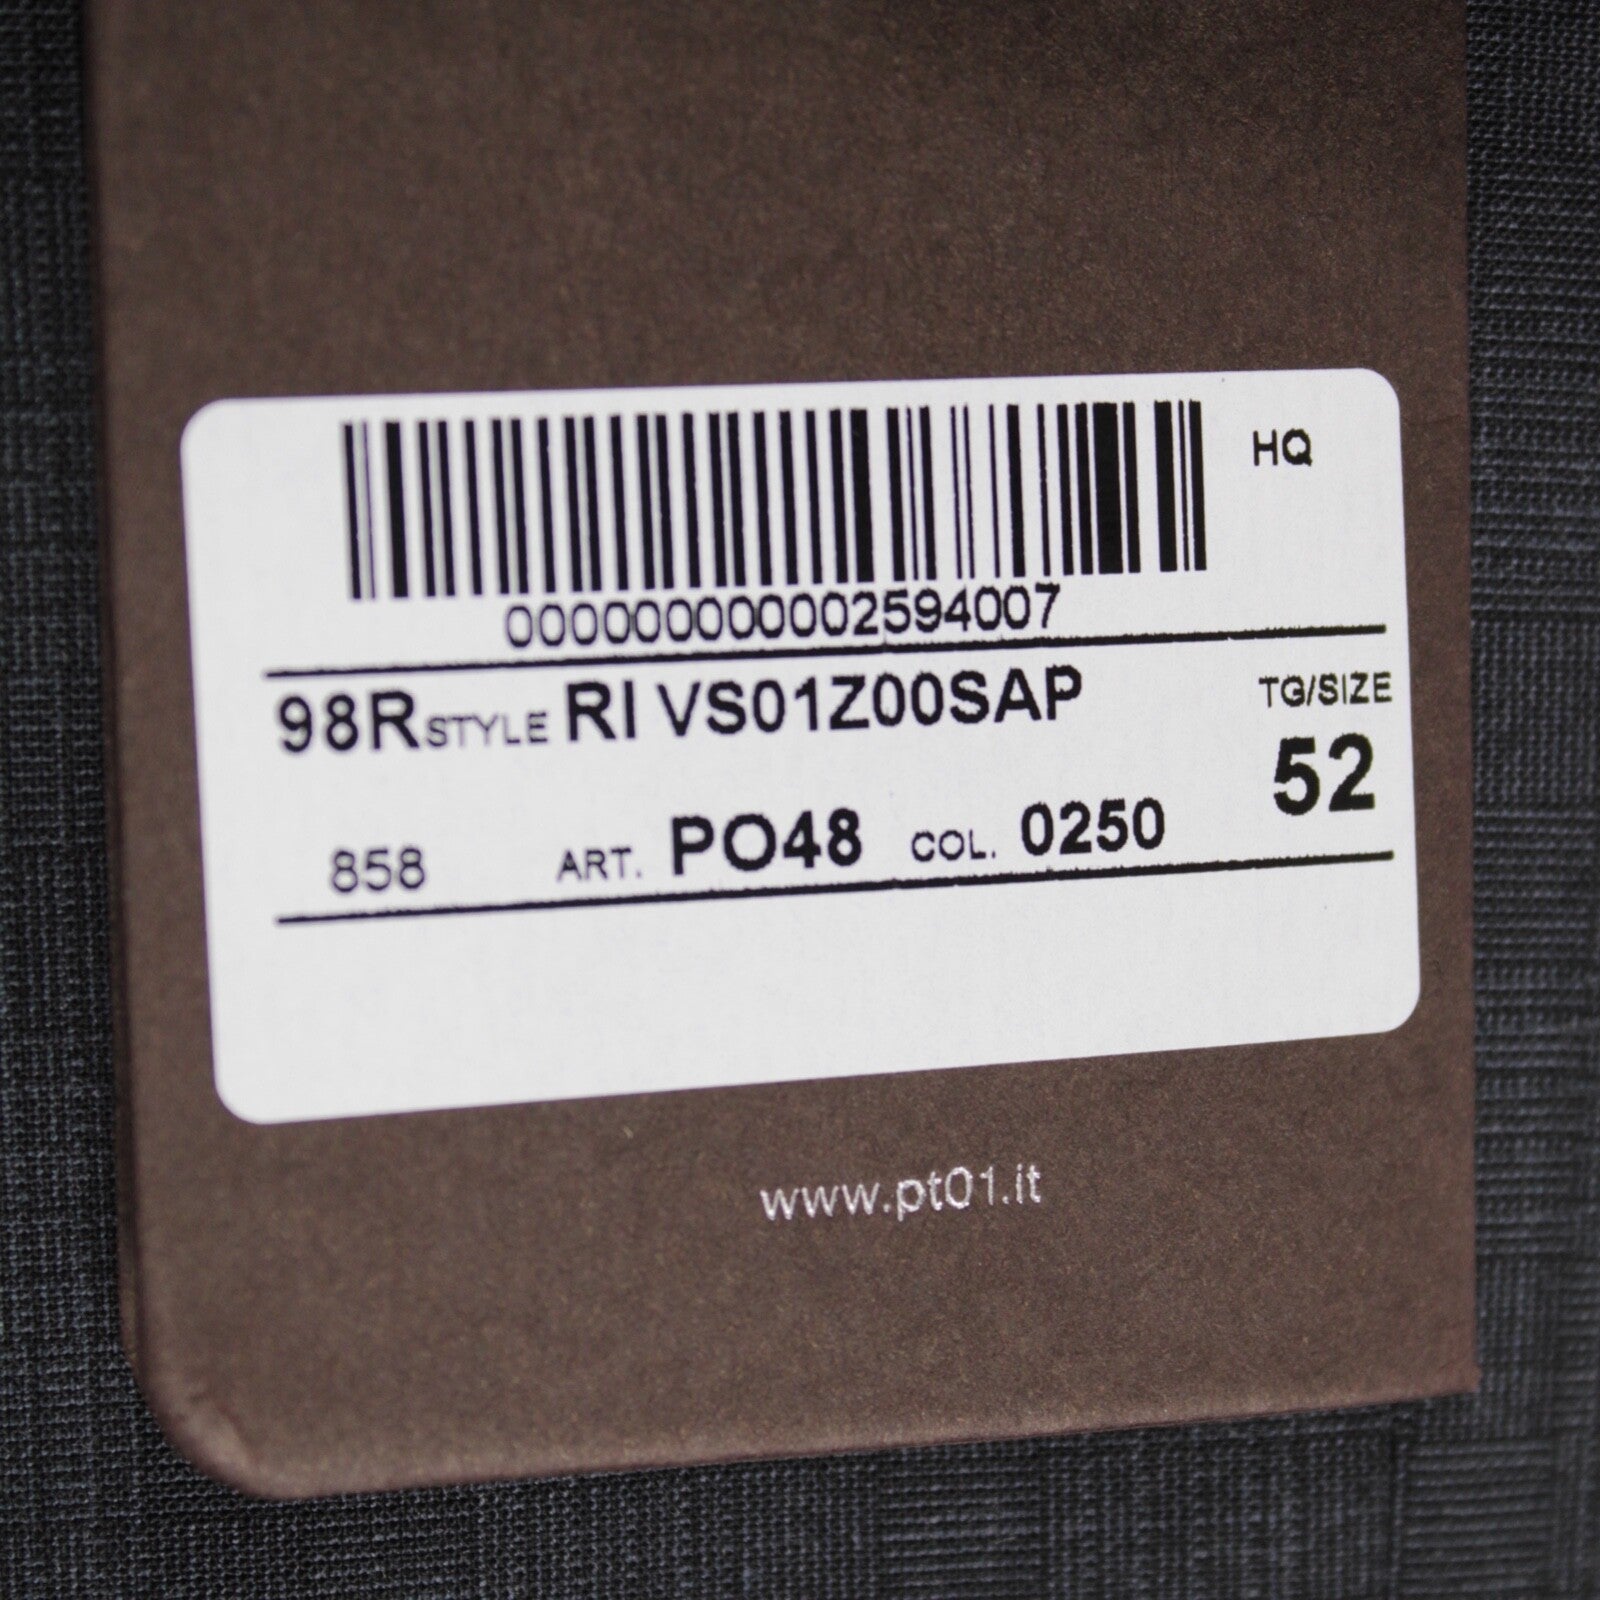 HQ
000000000002594007
98R STYLE RI VS01Z00SAP TG/SIZE
52
858 ART. PO48 COL. 0250
www.pt01.it